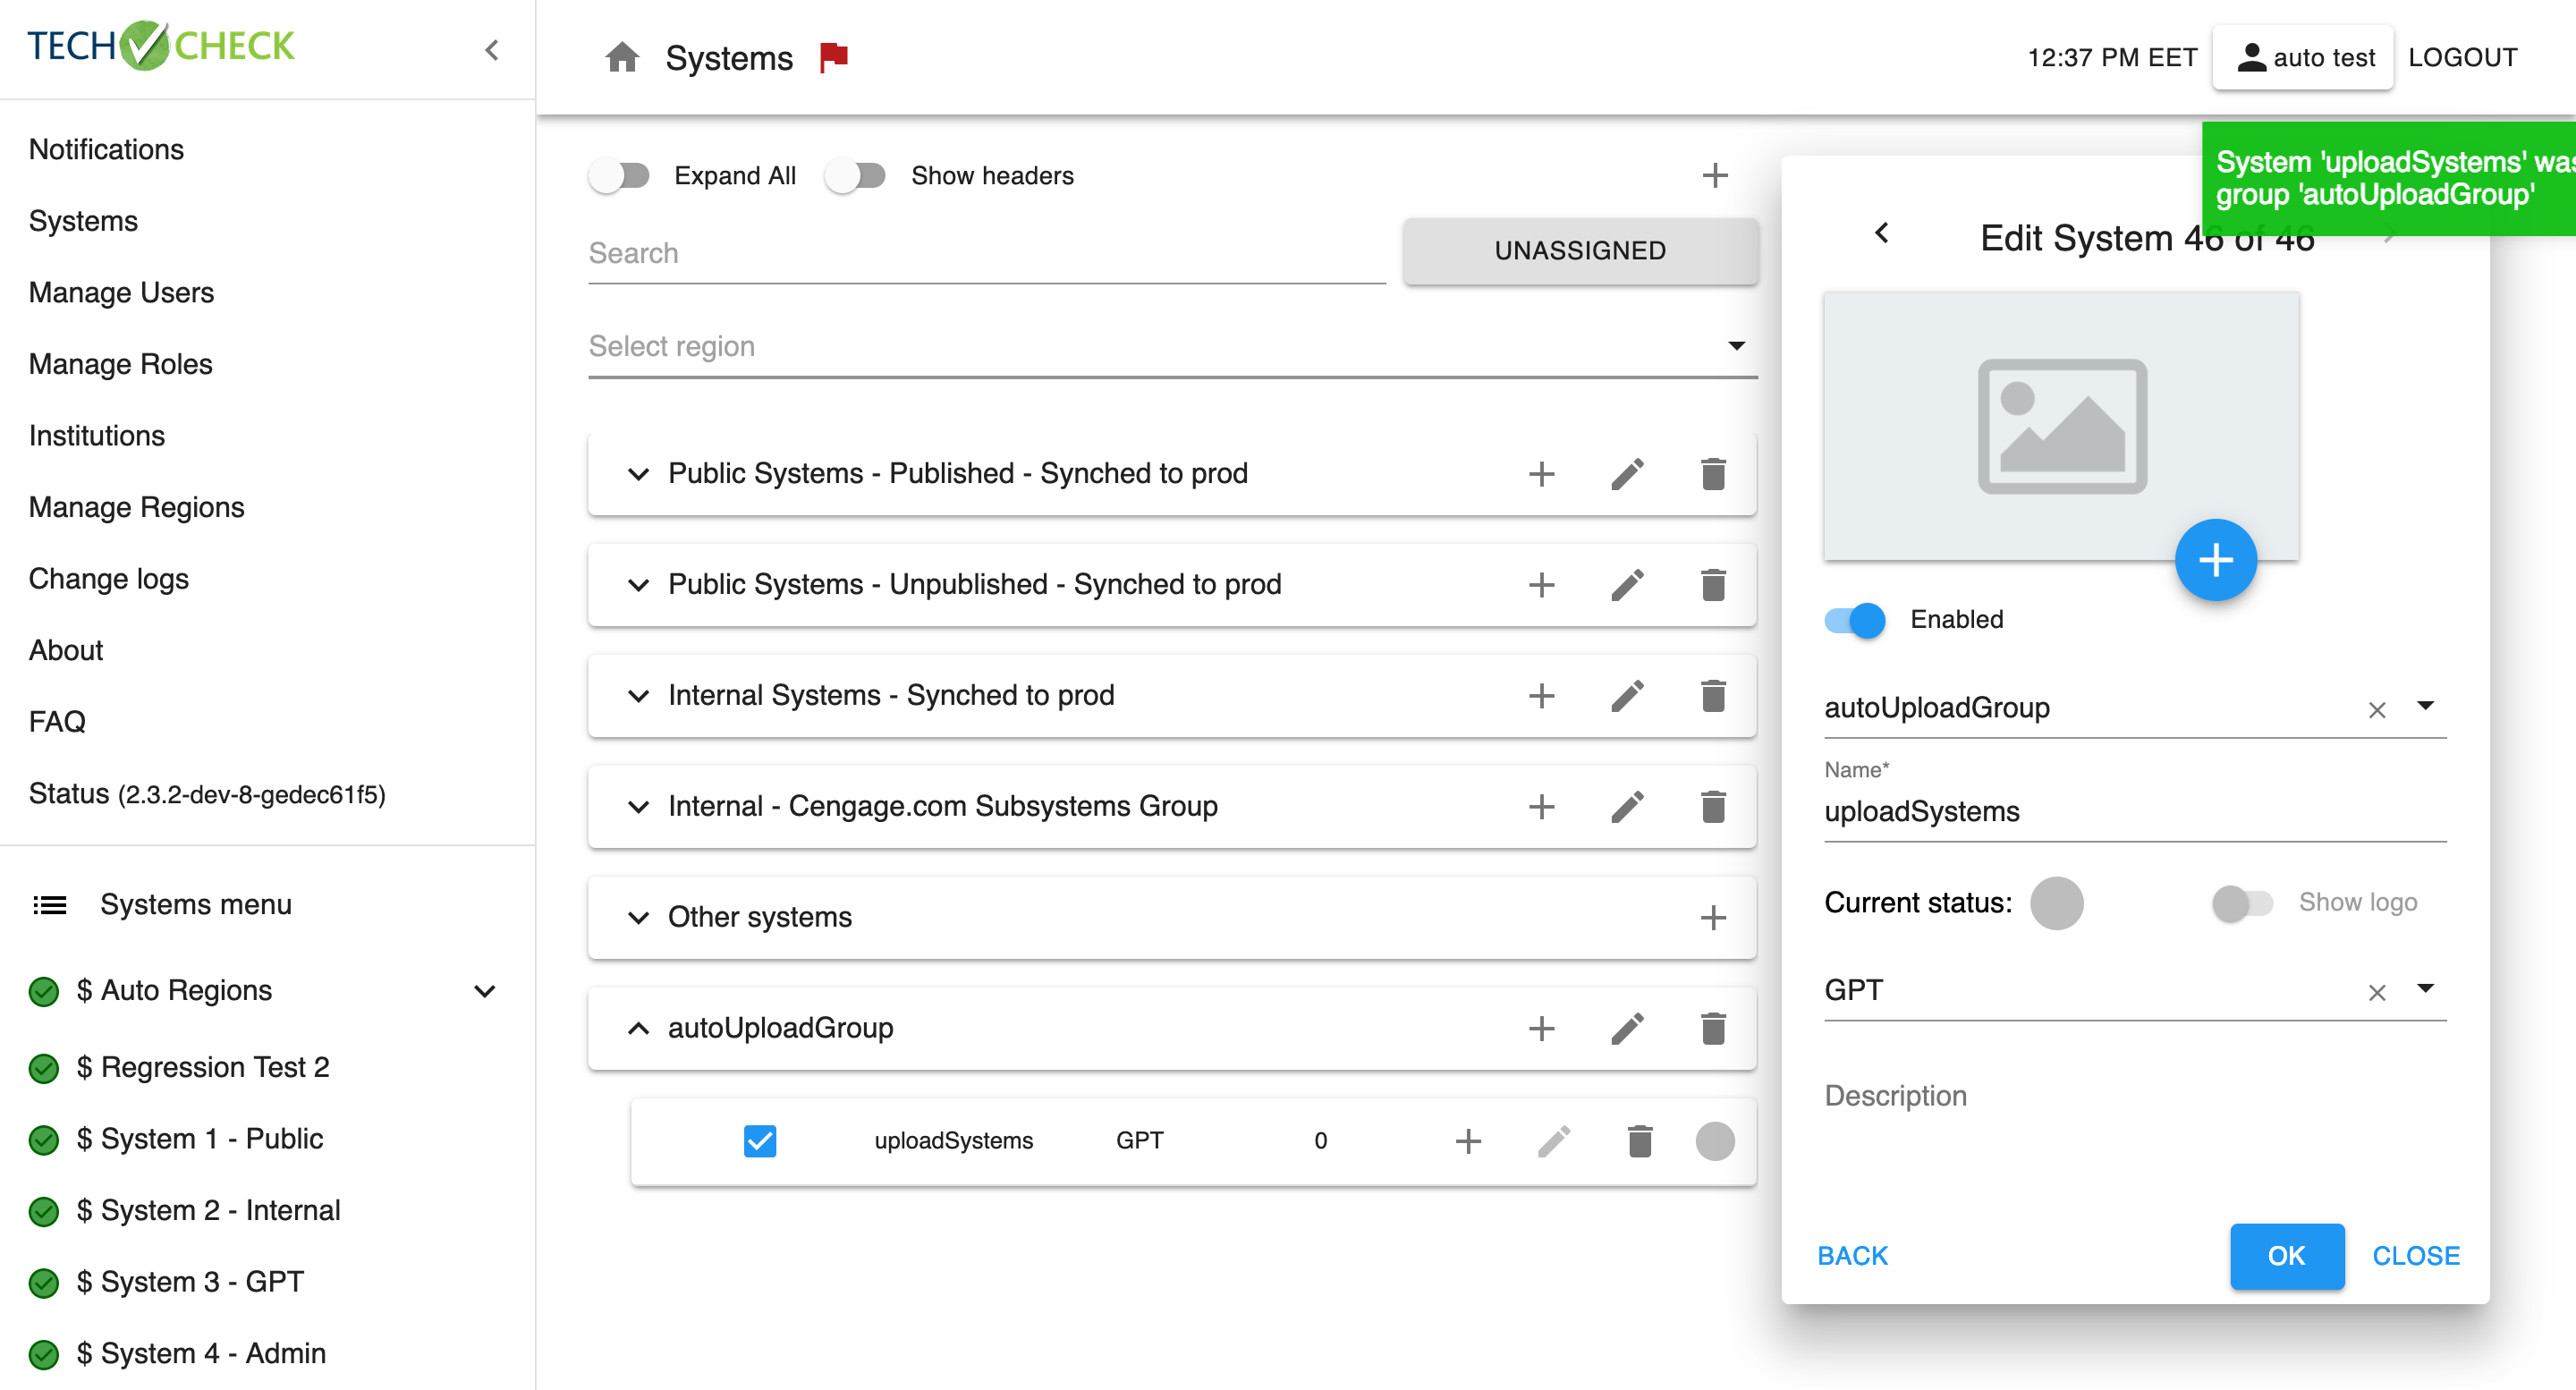 TECH CHECK
Notifications
Systems
Manage Users
Manage Roles
Institutions
Manage Regions
Change logs
About
FAQ
Status (2.3.2-dev-8-gedec61f5)
Systems menu
$ Auto Regions
$ Regression Test 2
$ System 1 - Public
$ System 2 - Internal
$ System 3 - GPT
$ System 4 - Admin
Systems
12:37 PM EET
auto test
LOGOUT
Expand All
Show headers
Search
UNASSIGNED
Select region
Public Systems - Published - Synched to prod
Public Systems - Unpublished - Synched to prod
Internal Systems - Synched to prod
Internal - Cengage.com Subsystems Group
Other systems
autoUploadGroup
uploadSystems GPT 0
System 'uploadSystems' was
group 'autoUploadGroup'
Edit System 46 of 46
Enabled
autoUploadGroup
Name*
uploadSystems
Current status:
Show logo
GPT
Description
BACK
OK
CLOSE